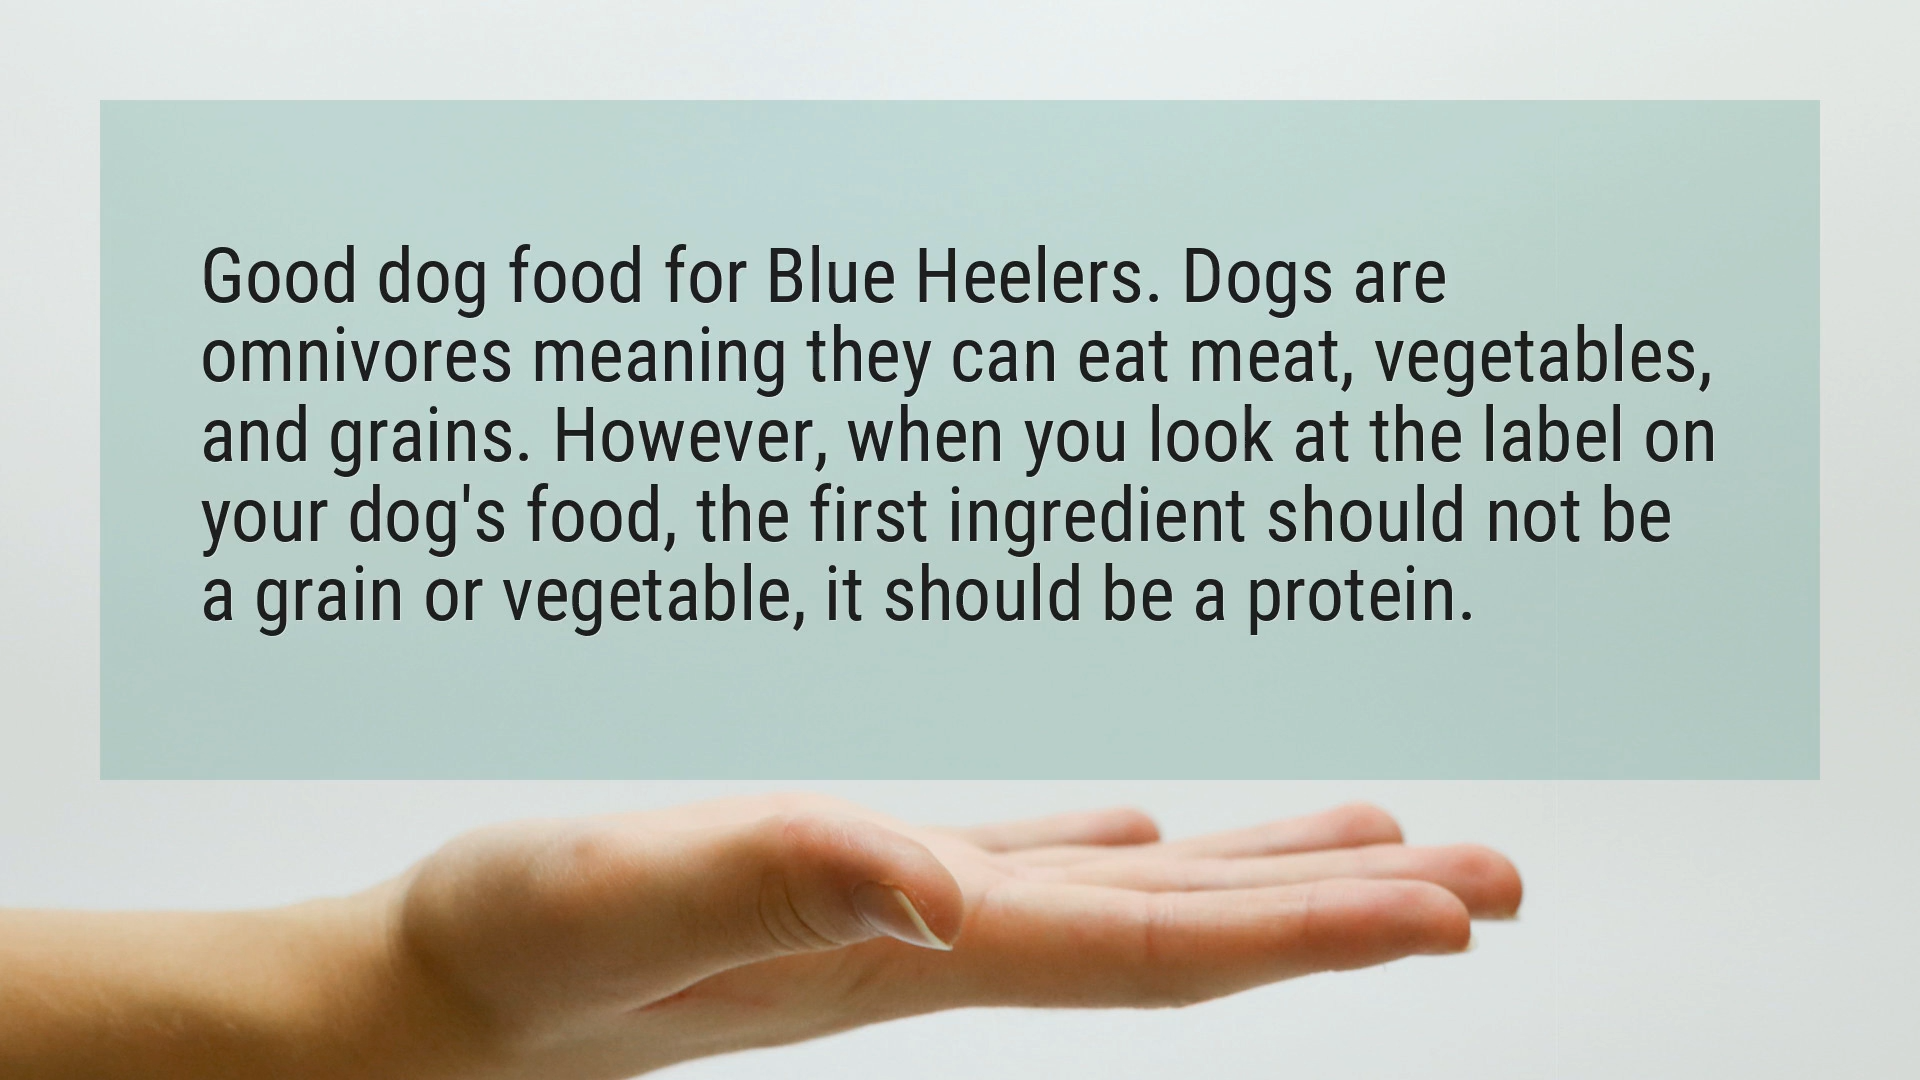 Good dog food for Blue Heelers. Dogs are
omnivores meaning they can eat meat, vegetables,
and grains. However, when you look at the label on
your dog's food, the first ingredient should not be
a grain or vegetable, it should be a protein.